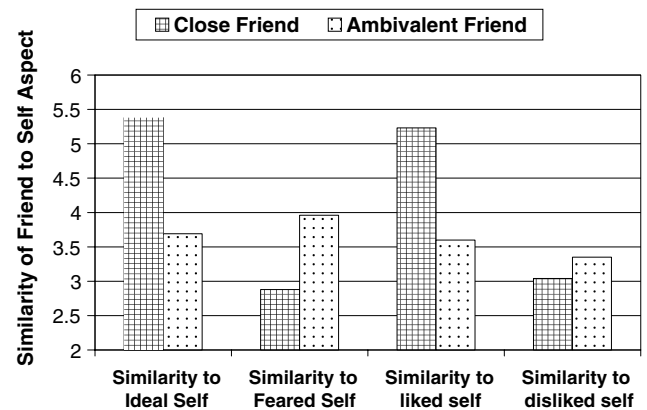 Close Friend Ambivalent Friend
Similarity of Friend to Self Aspect
6
5.5
5
4.5
4
3.5
3
2.5
2
Similarity to Ideal Self
Similarity to Feared Self
Similarity to liked self
Similarity to disliked self